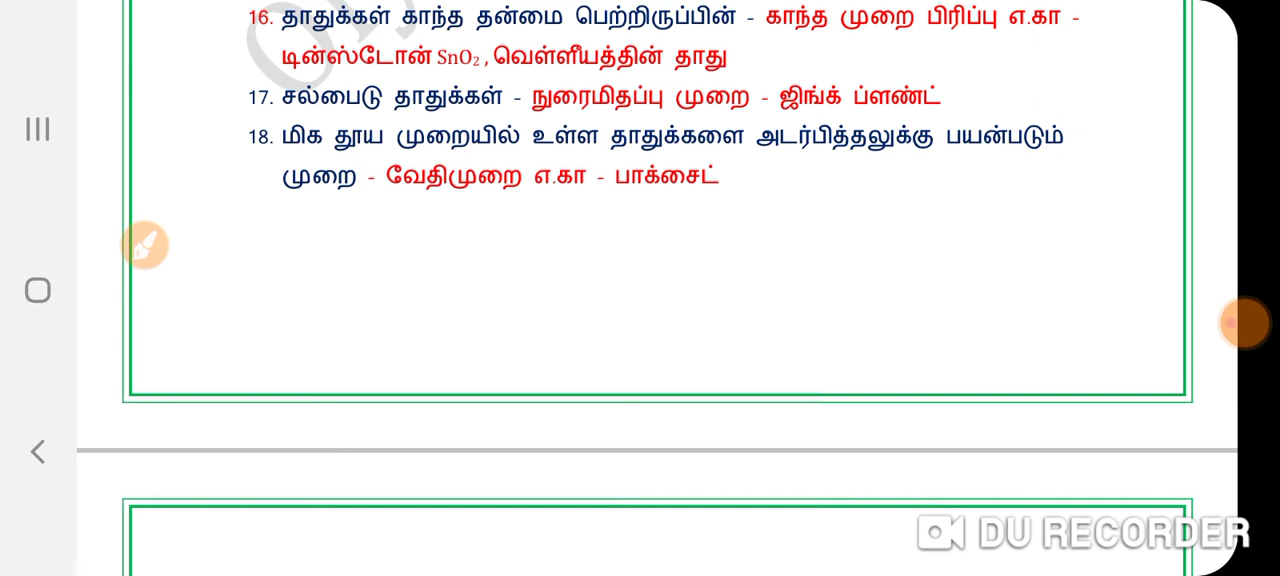 16. தாதுக்கள் காந்த தன்மை பெற்றிருப்பின் - காந்த முறை பிரிப்பு எ.கா -
டின்ஸ்டோன் SnO₂ , வெள்ளீயத்தின் தாது
17. சல்பைடு தாதுக்கள் - நுரைமிதப்பு முறை - ஜிங்க் ப்ளண்ட்
18. மிக தூய முறையில் உள்ள தாதுக்களை அடர்பித்தலுக்கு பயன்படும்
முறை - வேதிமுறை எ.கா - பாக்சைட்
DU RECORDER